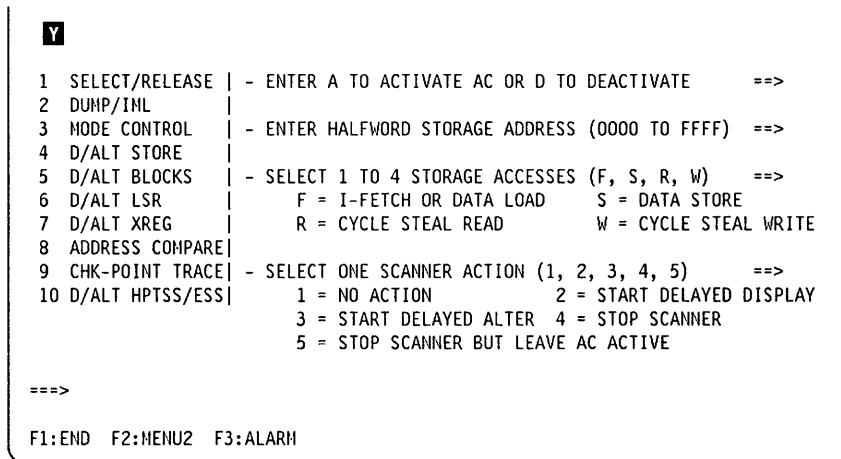 Y
1 SELECT/RELEASE | - ENTER A TO ACTIVATE AC OR D TO DEACTIVATE ==>
2 DUMP/IML |
3 MODE CONTROL | - ENTER HALFWORD STORAGE ADDRESS (0000 TO FFFF) ==>
4 D/ALT STORE |
5 D/ALT BLOCKS | - SELECT 1 TO 4 STORAGE ACCESSES (F, S, R, W) ==>
6 D/ALT LSR | F = I-FETCH OR DATA LOAD S = DATA STORE
7 D/ALT XREG | R = CYCLE STEAL READ W = CYCLE STEAL WRITE
8 ADDRESS COMPARE|
9 CHK-POINT TRACE| - SELECT ONE SCANNER ACTION (1, 2, 3, 4, 5) ==>
10 D/ALT HPTSS/ESS| 1 = NO ACTION 2 = START DELAYED DISPLAY
3 = START DELAYED ALTER 4 = STOP SCANNER
5 = STOP SCANNER BUT LEAVE AC ACTIVE
===>
F1:END F2:MENU2 F3:ALARM